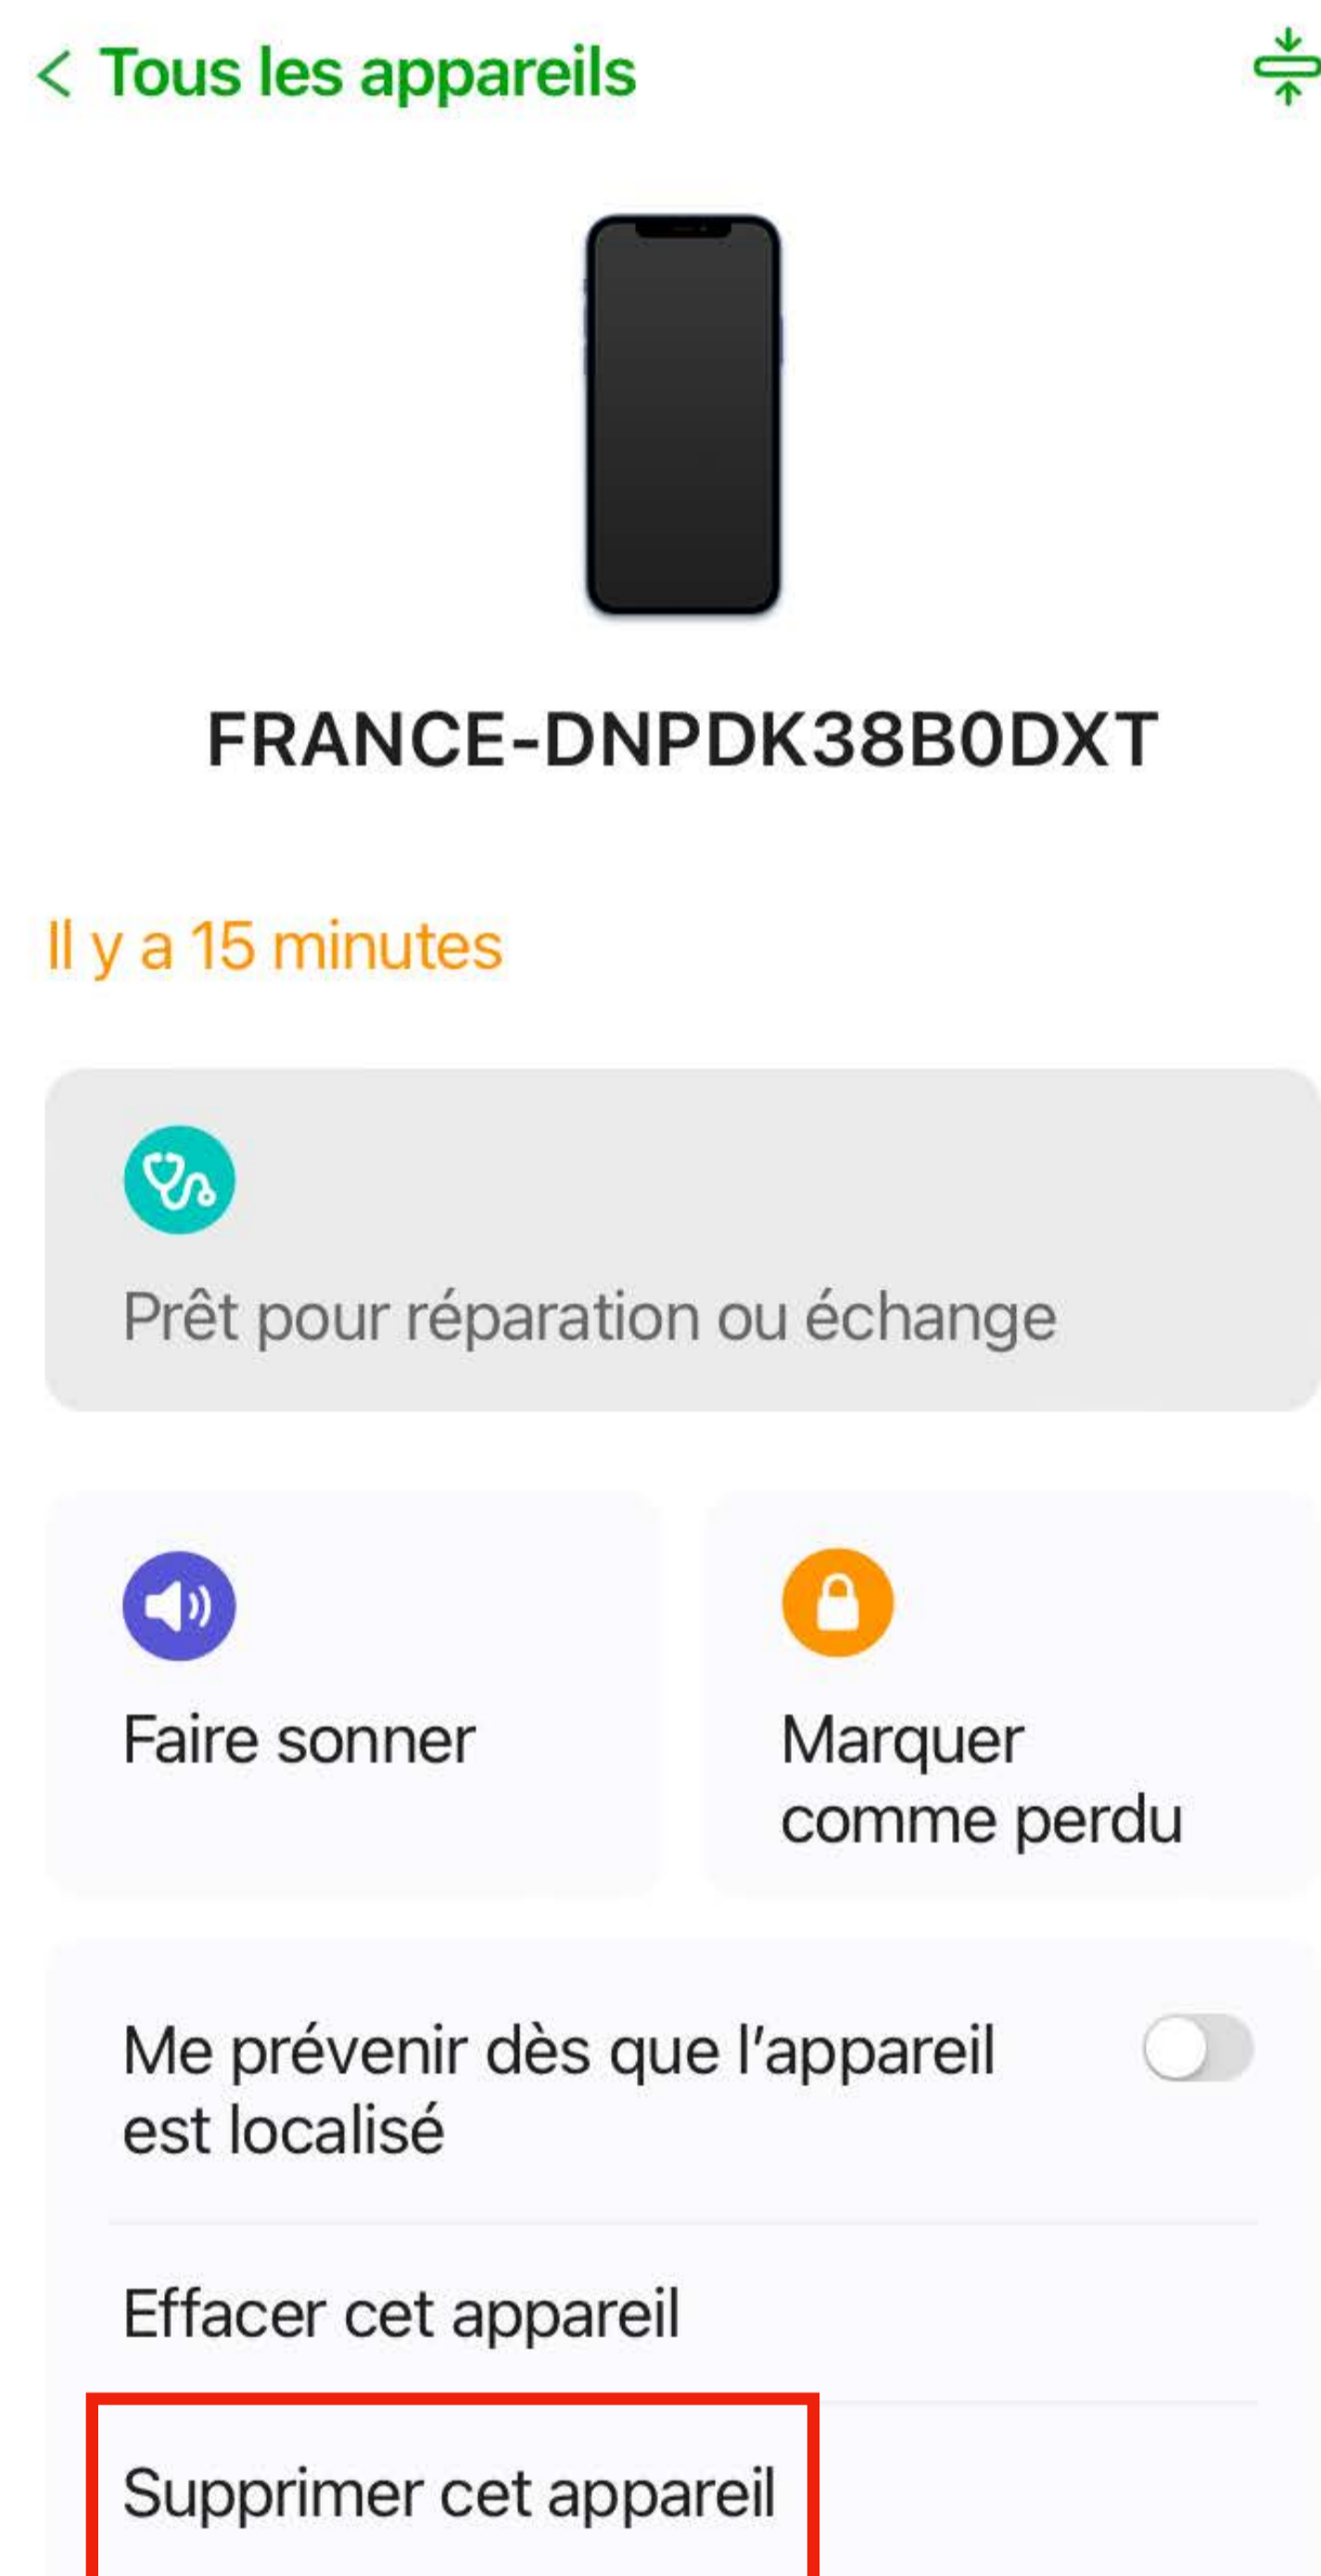 < Tous les appareils
FRANCE-DNPDK38B0DXT
Il y a 15 minutes
Prêt pour réparation ou échange
Faire sonner
Marquer
comme perdu
Me prévenir dès que l’appareil
est localisé
Effacer cet appareil
Supprimer cet appareil